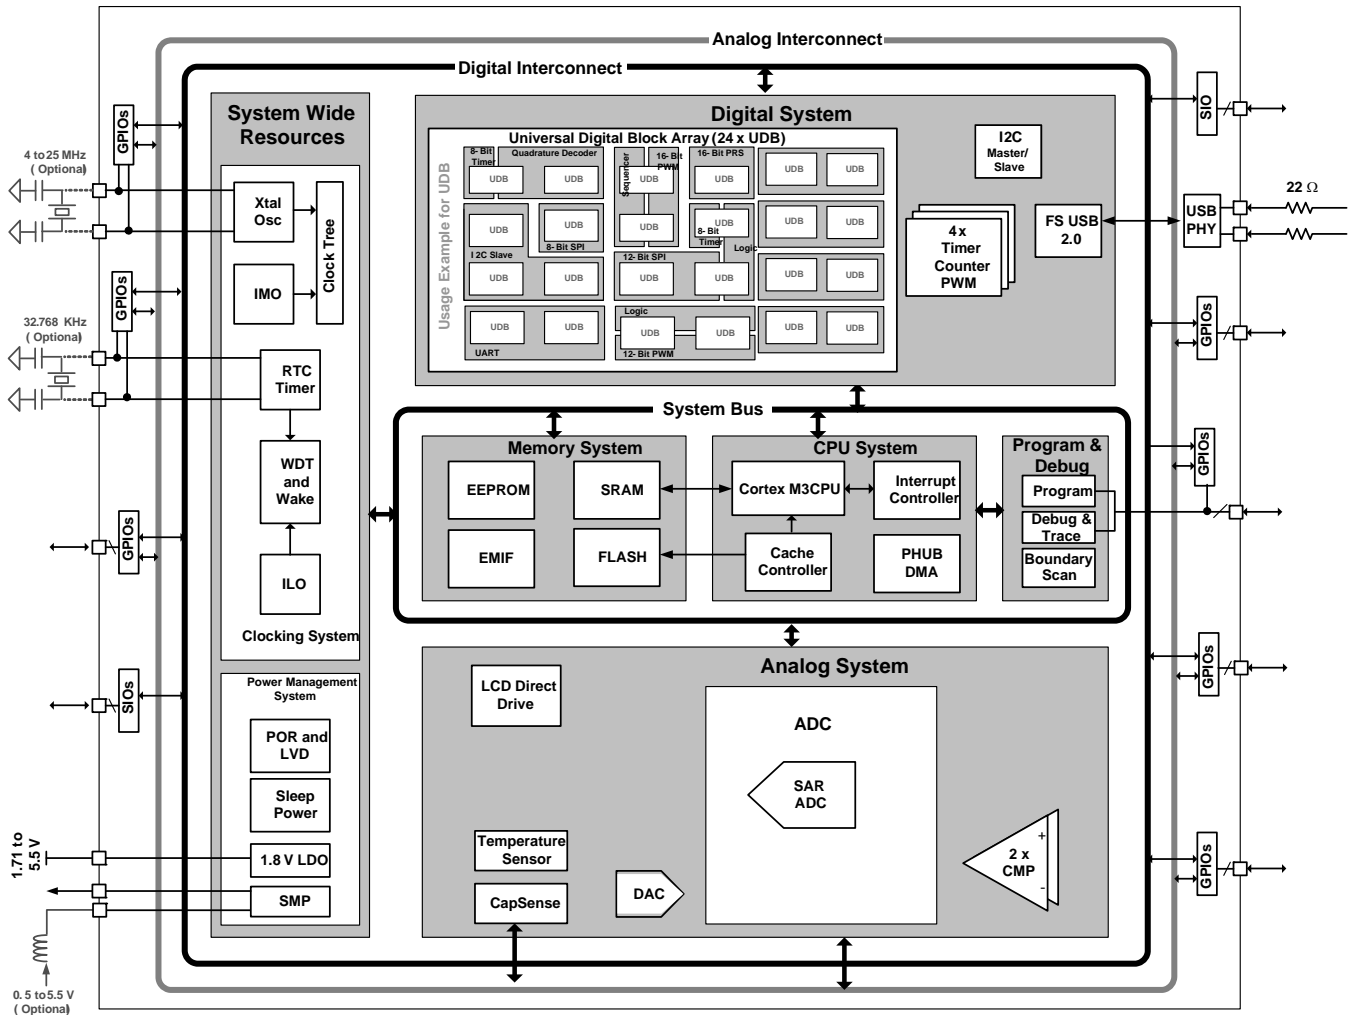 Analog Interconnect
Digital Interconnect
System Wide
Resources
Digital System
Universal Digital Block Array (24 x UDB)
Usage Example for UDB
8- Bit
Timer
Quadrature Decoder
Sequencer
16- Bit
PWM
16- Bit PRS
UDB
UDB
UDB
UDB
UDB
UDB
UDB
UDB
UDB
UDB
UDB
UDB
8- Bit
Timer
Logic
8- Bit SPI
I2C Slave
12- Bit SPI
UDB
UDB
UDB
UDB
UDB
UDB
Logic
UDB
UDB
UDB
UDB
UDB
UDB
UART
12- Bit PWM
I2C
Master/
Slave
4 x
Timer
Counter
PWM
FS USB
2.0
USB
PHY
22 Ω
SIO
GPIOs
GPIOs
GPIOs
GPIOs
4 to 25 MHz
( Optional)
GPIOs
Xtal
Osc
IMO
Clock Tree
32.768 KHz
( Optional)
GPIOs
RTC
Timer
WDT
and
Wake
ILO
Clocking System
GPIOs
SIOs
Power Management
System
POR and
LVD
Sleep
Power
1.8 V LDO
SMP
1.71 to
5.5 V
0. 5 to 5.5 V
( Optional)
System Bus
Memory System
EEPROM
SRAM
EMIF
FLASH
CPU System
Cortex M3CPU
Interrupt
Controller
Cache
Controller
PHUB
DMA
Program &
Debug
Program
Debug &
Trace
Boundary
Scan
Analog System
LCD Direct
Drive
ADC
SAR
ADC
Temperature
Sensor
CapSense
DAC
2 x
CMP
+
-